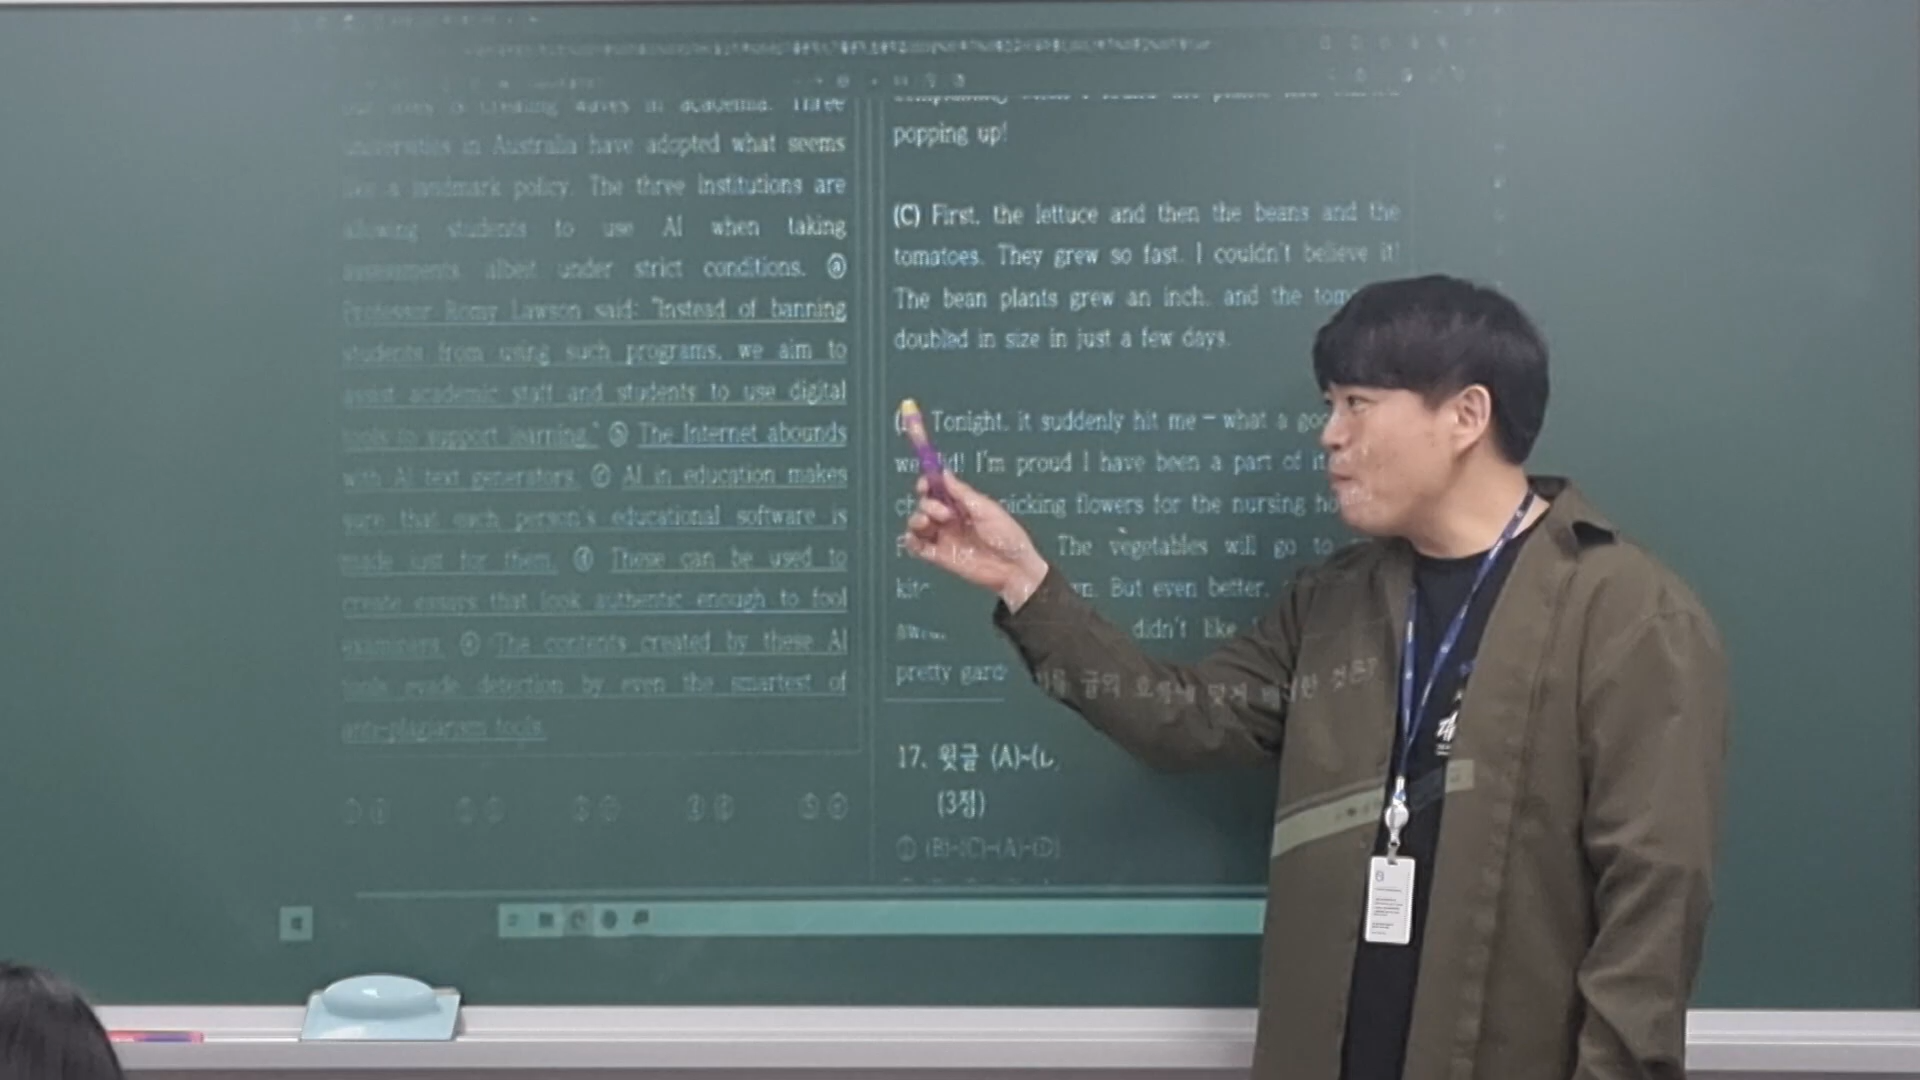 universities in Australia have adopted what seems
like a landmark policy. The three institutions are
allowing students to use AI when taking
assessments albeit under strict conditions. ⓐ
Professor Romy Lawson said: "Instead of banning
students from using such programs, we aim to
assist academic staff and students to use digital
tools to support learning." ⓑ The Internet abounds
with AI text generators. ⓒ AI in education makes
sure that each person's educational software is
made just for them. ⓓ These can be used to
create essays that look authentic enough to fool
examiners. ⓔ The contents created by these AI
tools evade detection by even the smartest of
anti-plagiarism tools.
popping up!
(C) First, the lettuce and then the beans and the
tomatoes. They grew so fast. I couldn't believe it!
The bean plants grew an inch, and the
doubled in size in just a few days.
Tonight, it suddenly hit me – what a
I'm proud I have been a part of
picking flowers for the nursing
The vegetables will go to
But even better,
didn't like
pretty
17. 윗글 (A)~
글의 맞게 것은?
(3점)
① (B)-(C)-(A)-(D)